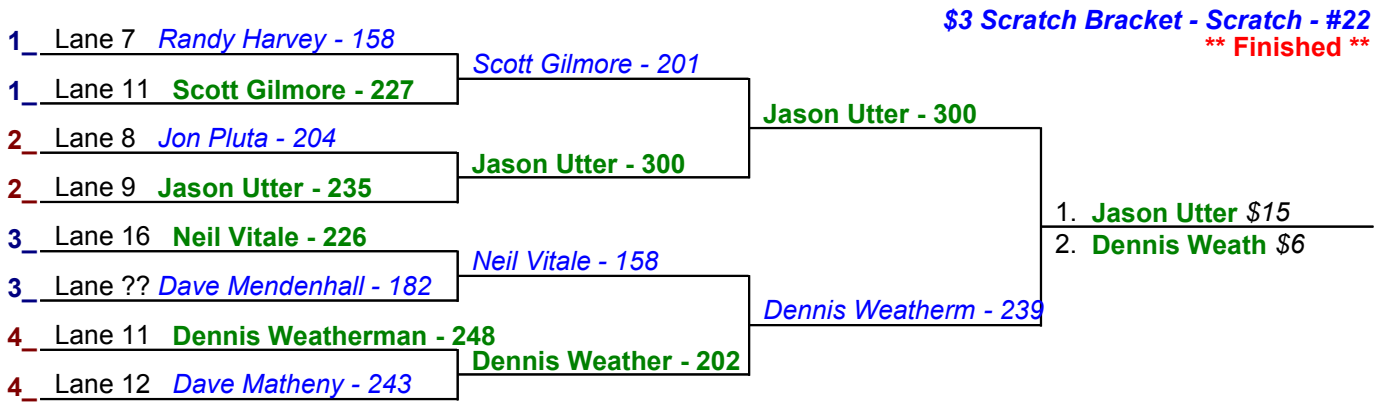 $3 Scratch Bracket - Scratch - #22
** Finished **
1_ Lane 7 Randy Harvey - 158
Scott Gilmore - 201
1_ Lane 11 Scott Gilmore - 227
Jason Utter - 300
2_ Lane 8 Jon Pluta - 204
Jason Utter - 300
2_ Lane 9 Jason Utter - 235
1. Jason Utter $15
3_ Lane 16 Neil Vitale - 226
2. Dennis Weath $6
Neil Vitale - 158
3_ Lane ?? Dave Mendenhall - 182
Dennis Weatherm - 239
4_ Lane 11 Dennis Weatherman - 248
Dennis Weather - 202
4_ Lane 12 Dave Matheny - 243